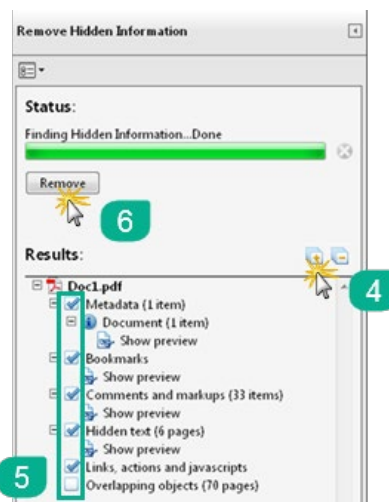 Remove Hidden Information
Status:
Finding Hidden Information...Done
Remove
6
Results:
4
Doc1.pdf
Metadata (1 item)
Document (1 item)
Show preview
Bookmarks
Show preview
Comments and markups (33 items)
Show preview
Hidden text (6 pages)
Show preview
Links, actions and javascripts
5
Overlapping objects (70 pages)